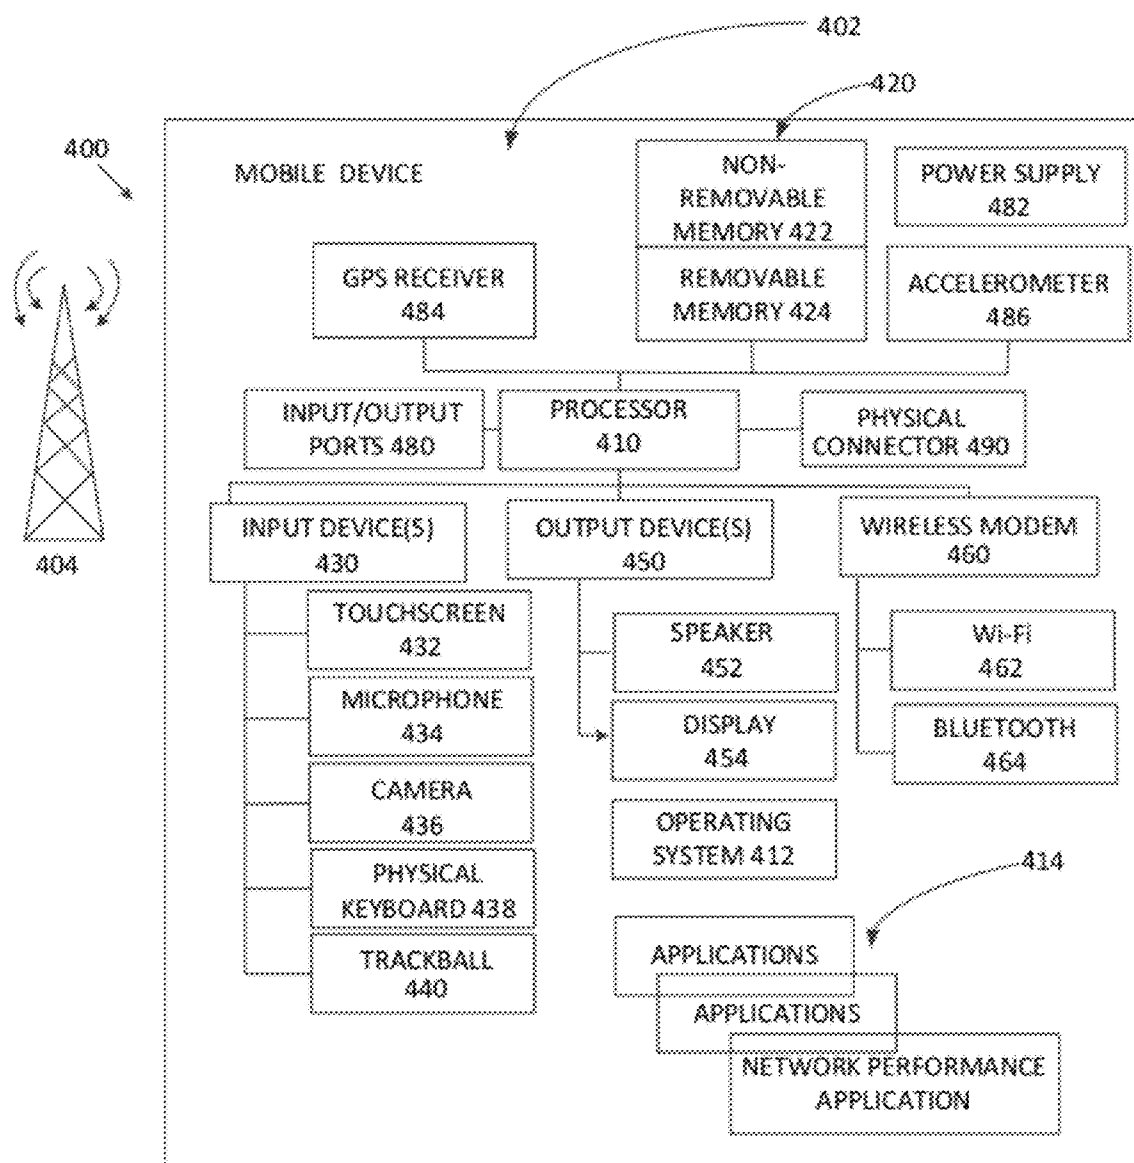 402
420
400
MOBILE DEVICE
NON-
REMOVABLE
MEMORY 422
POWER SUPPLY
482
GPS RECEIVER
484
REMOVABLE
MEMORY 424
ACCELEROMETER
486
INPUT/OUTPUT
PORTS 480
PROCESSOR
410
PHYSICAL
CONNECTOR 490
INPUT DEVICE(S)
430
OUTPUT DEVICE(S)
450
WIRELESS MODEM
460
404
TOUCHSCREEN
432
SPEAKER
452
Wi-Fi
462
MICROPHONE
434
DISPLAY
454
BLUETOOTH
464
CAMERA
436
OPERATING
SYSTEM 412
PHYSICAL
KEYBOARD 438
414
TRACKBALL
440
APPLICATIONS
APPLICATIONS
NETWORK PERFORMANCE
APPLICATION